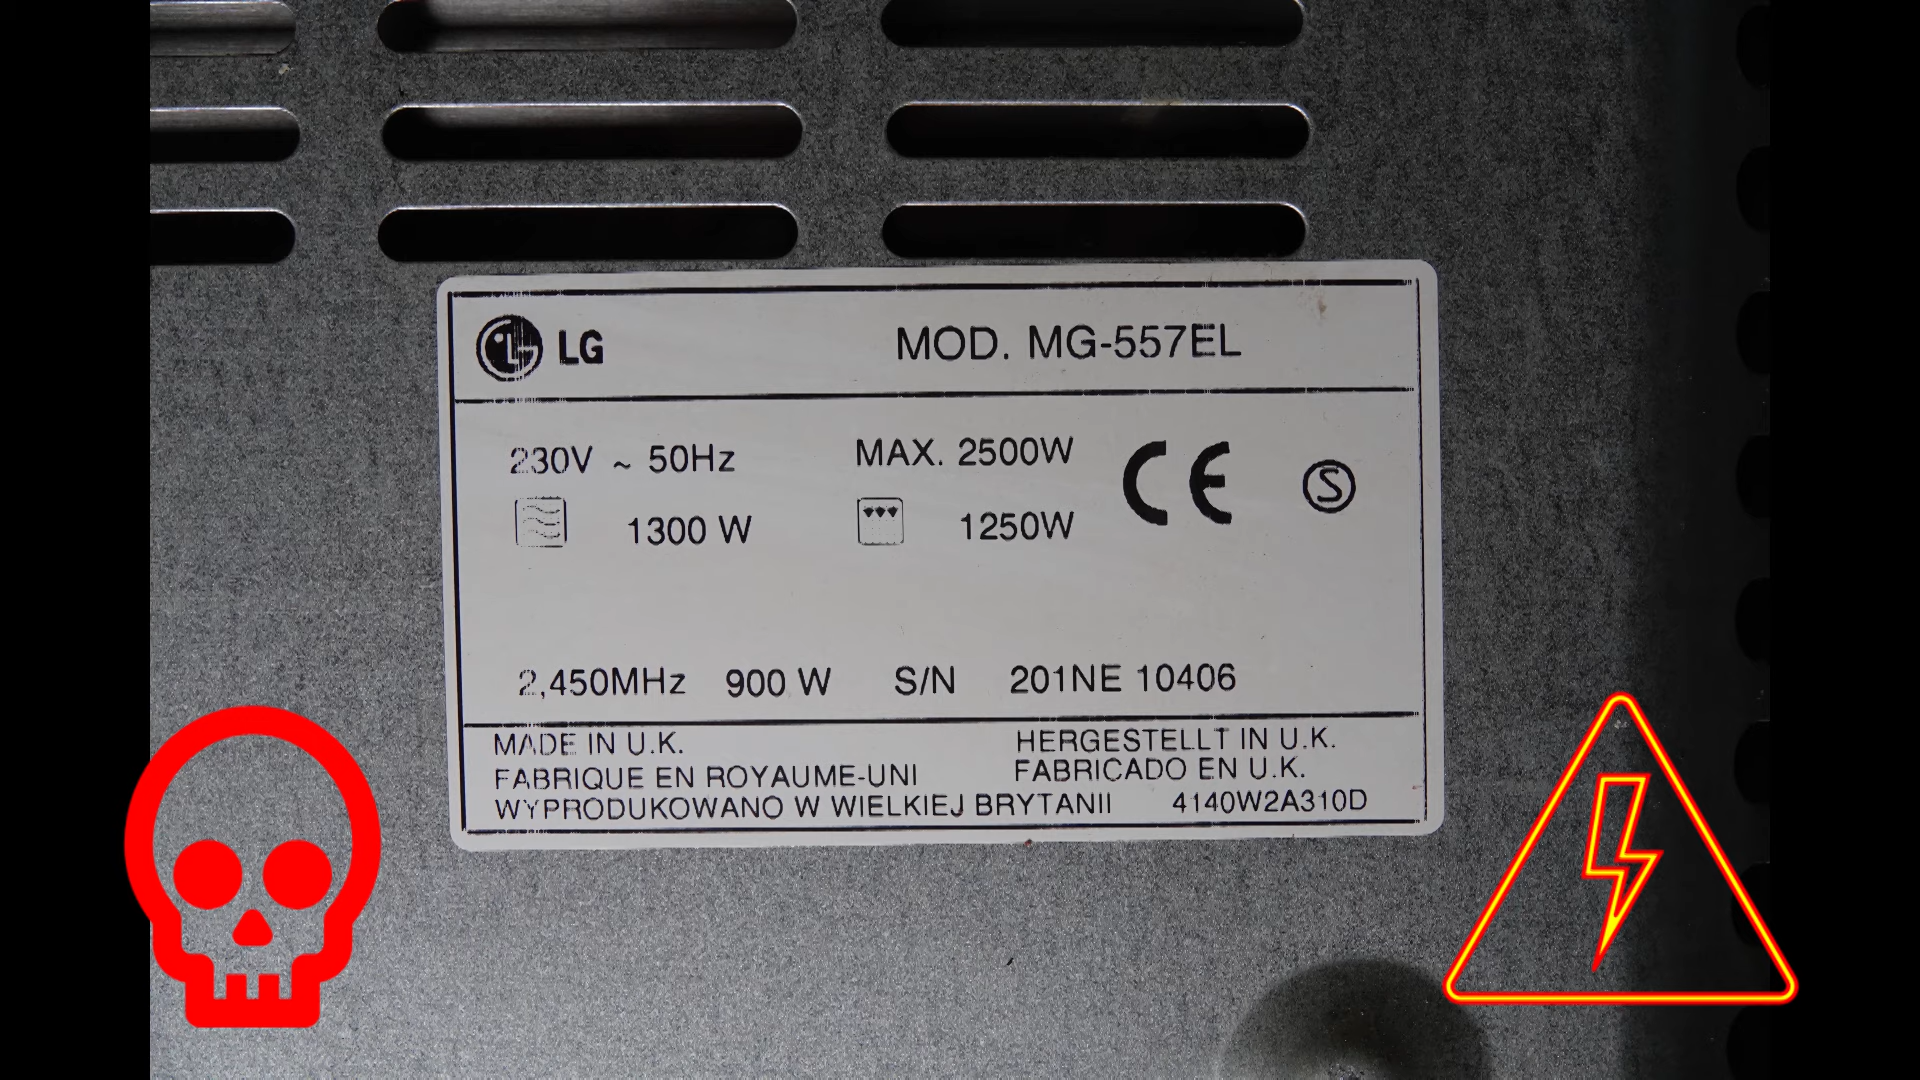 LG MOD. MG-557EL
230V ~ 50Hz MAX. 2500W CE S
1300 W 1250W
2,450MHz 900 W S/N 201NE 10406
MADE IN U.K. HERGESTELLT IN U.K.
FABRIQUE EN ROYAUME-UNI FABRICADO EN U.K.
WYPRODUKOWANO W WIELKIEJ BRYTANII 4140W2A310D